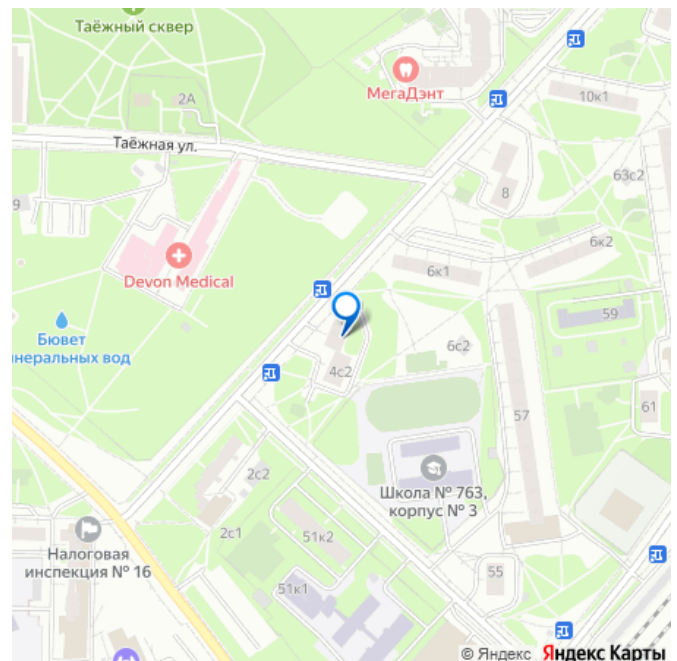 Таёжный сквер
2А
МегаДэнт
10к1
Таёжная ул.
63с2
8
9
6к2
6к1
Devon Medical
59
Бювет
инеральных вод
6с2
4с2
57
61
2с2
Школа № 763,
корпус № 3
2с1
51к2
Налоговая
инспекция № 16
55
51к1
© Яндекс Яндекс Карты